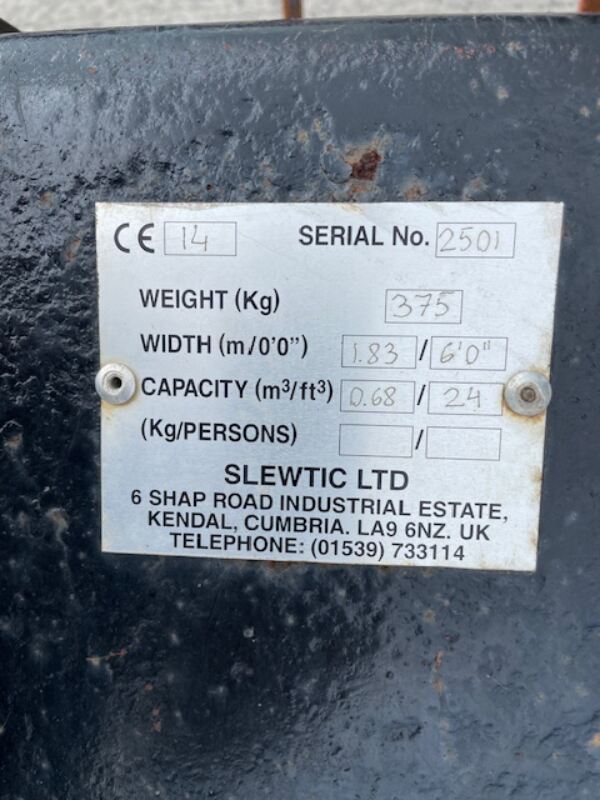 CE 14 SERIAL No. 2501
WEIGHT (Kg) 375
WIDTH (m/0'0") 1.83 / 6'0"
CAPACITY (m³/ft³) 0.68 / 24
(Kg/PERSONS) /
SLEWTIC LTD
6 SHAP ROAD INDUSTRIAL ESTATE,
KENDAL, CUMBRIA. LA9 6NZ. UK
TELEPHONE: (01539) 733114